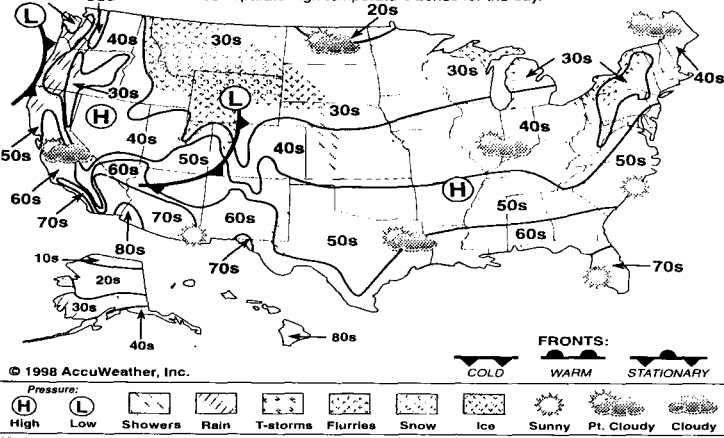 20s
L
40s
30s
30s
30s
40s
30s
30s
L
H
40s
40s
40s
50s
50s
60s
50s
60s
H
50s
70s
70s
60s
50s
60s
80s
70s
70s
10s
20s
30s
40s
80s
FRONTS:
COLD WARM STATIONARY
© 1998 AccuWeather, Inc.
Pressure:
H L
High Low Showers Rain T-storms Flurries Snow Ice Sunny Pt. Cloudy Cloudy